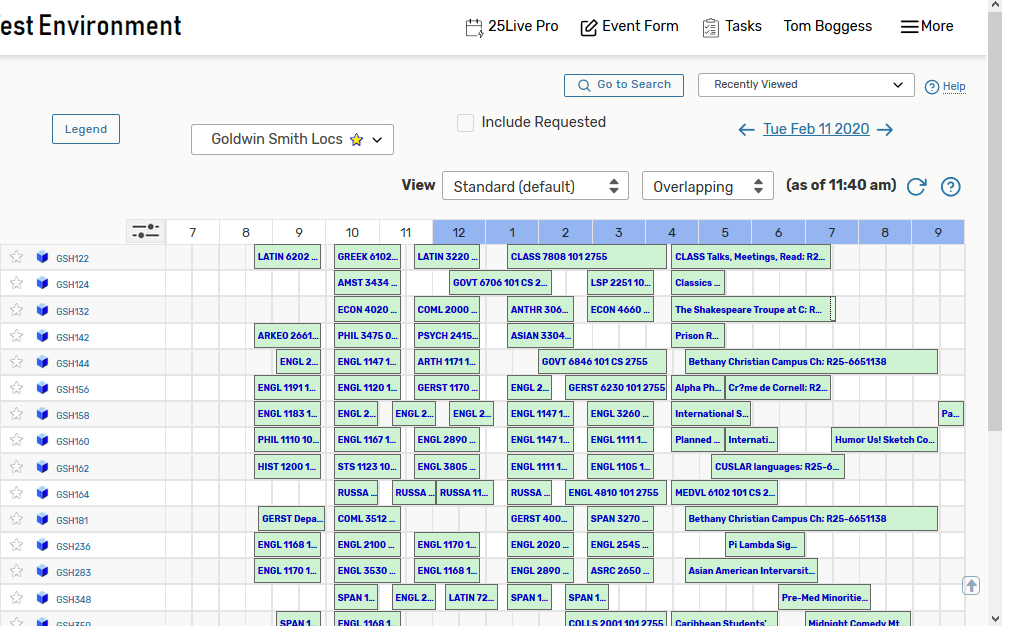 est Environment
25Live Pro Event Form Tasks Tom Boggess More
Go to Search Recently Viewed Help
Legend
Goldwin Smith Locs
Include Requested
Tue Feb 11 2020
View Standard (default) Overlapping (as of 11:40 am)
7 8 9 10 11 12 1 2 3 4 5 6 7 8 9
GSH122 LATIN 6202 ... GREEK 6102... LATIN 3220 ... CLASS 7808 101 2755 CLASS Talks, Meetings, Read; R2...
GSH124 AMST 3434 ... GOVT 6706 101 CS 2... LSP 2251 10... Classics ...
GSH132 ECON 4020 ... COML 2000 ... ANTHR 306... ECON 4660 ... The Shakespeare Troupe at C; R...
GSH142 ARKEO 2661... PHIL 3475 0... PSYCH 2415... ASIAN 3304... Prison R...
GSH144 ENGL 2... ENGL 1147 1... ARTH 1171 1... GOVT 6846 101 CS 2755 Bethany Christian Campus Ch; R25-6651138
GSH156 ENGL 1191 1... ENGL 1120 1... GERST 1170 ... ENGL 2... GERST 6230 101 2755 Alpha Ph... Cr?me de Cornell; R2...
GSH158 ENGL 1183 1... ENGL 2... ENGL 2... ENGL 2... ENGL 1147 1... ENGL 3260 ... International S... Pa...
GSH160 PHIL 1110 10... ENGL 1167 1... ENGL 2890 ... ENGL 1147 1... ENGL 1111 1... Planned ... Internati... Humor Us! Sketch Co...
GSH162 HIST 1200 1... STS 1123 10... ENGL 3805 ... ENGL 1111 1... ENGL 1105 1... CUSLAR languages; R25-6...
GSH164 RUSSA ... RUSSA ... RUSSA 11... RUSSA ... ENGL 4810 101 2755 MEDVL 6102 101 CS 2...
GSH181 GERST Depa... COML 3512 ... GERST 400... SPAN 3270 ... Bethany Christian Campus Ch; R25-6651138
GSH236 ENGL 1168 1... ENGL 2100 ... ENGL 1170 1... ENGL 2020 ... ENGL 2545 ... Pi Lambda Sig...
GSH283 ENGL 1170 1... ENGL 3530 ... ENGL 1168 1... ENGL 2890 ... ASRC 2650 ... Asian American Intervarsit...
GSH348 SPAN 1... ENGL 2... LATIN 72... SPAN 1... SPAN 1... Pre-Med Minoritie...
GSH350 SPAN 1 ENGL 1168 1 COLLS 2001 101 2755 Caribbean Students' Midnight Comedy Mt